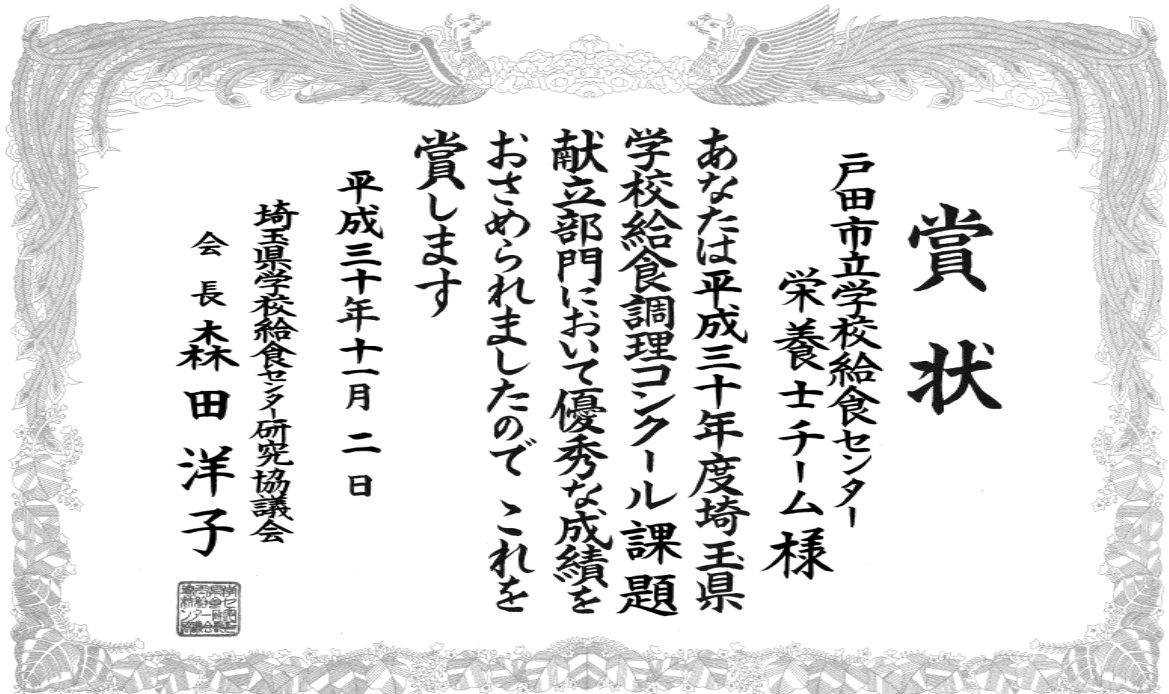 賞状
戸田市立学校給食センター
栄養士チーム様
あなたは平成三十年度埼玉県
学校給食調理コンクール課題
献立部門において優秀な成績を
おさめられましたので これを
賞します
平成三十年十一月二日
埼玉県学校給食センター研究協議会
会長森田洋子